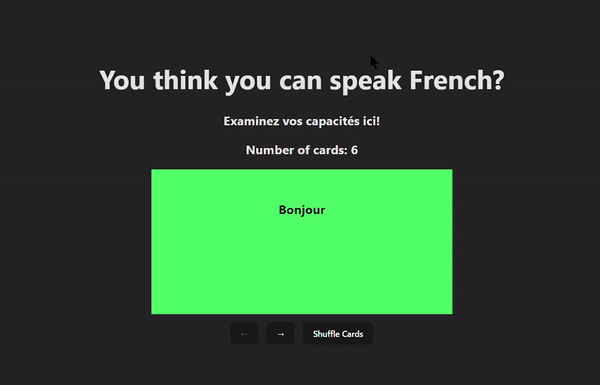 You think you can speak French?
Examinez vos capacités ici!
Number of cards: 6
Bonjour
← → Shuffle Cards